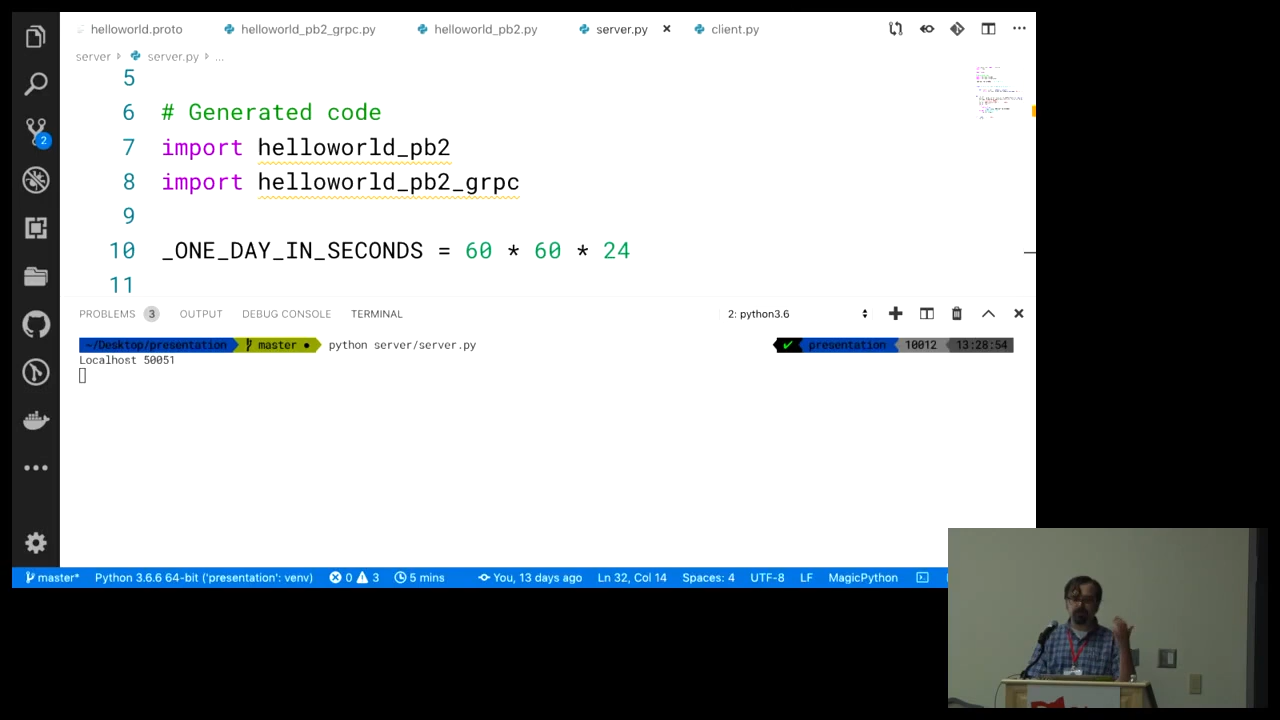 helloworld.proto helloworld_pb2_grpc.py helloworld_pb2.py server.py client.py
server server.py ...
5
6 # Generated code
7 import helloworld_pb2
8 import helloworld_pb2_grpc
9
10 _ONE_DAY_IN_SECONDS = 60 * 60 * 24
11
2
PROBLEMS 3 OUTPUT DEBUG CONSOLE TERMINAL 2: python3.6
~/Desktop/presentation master ● python server/server.py ✔ presentation 10012 13:28:54
Localhost 50051
master* Python 3.6.6 64-bit ('presentation': venv) 0 3 5 mins You, 13 days ago Ln 32, Col 14 Spaces: 4 UTF-8 LF MagicPython